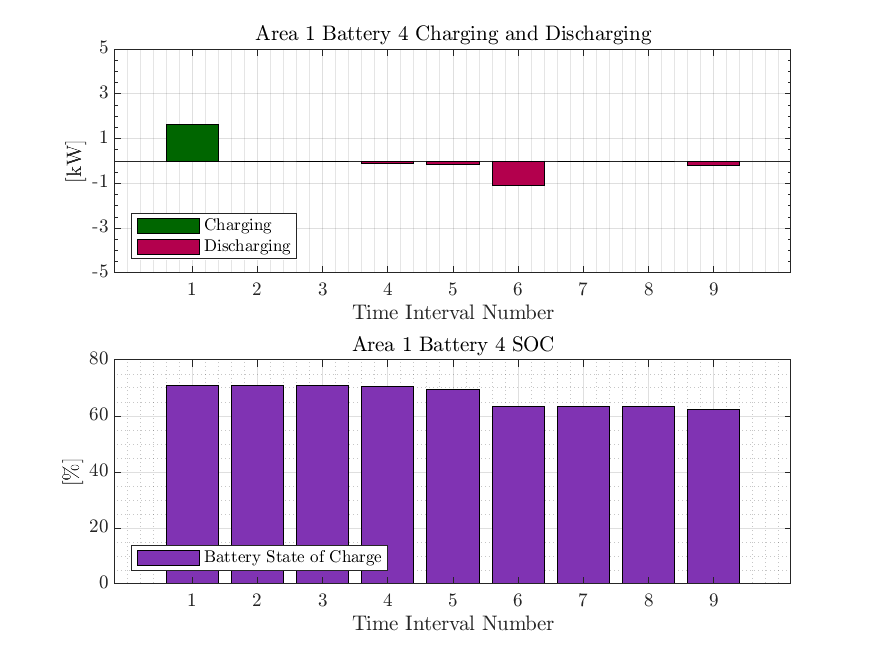 Area 1 Battery 4 Charging and Discharging
5
3
1
-1
-3
-5
[kW]
Charging
Discharging
1 2 3 4 5 6 7 8 9
Time Interval Number
Area 1 Battery 4 SOC
80
60
40
20
0
[%]
Battery State of Charge
1 2 3 4 5 6 7 8 9
Time Interval Number